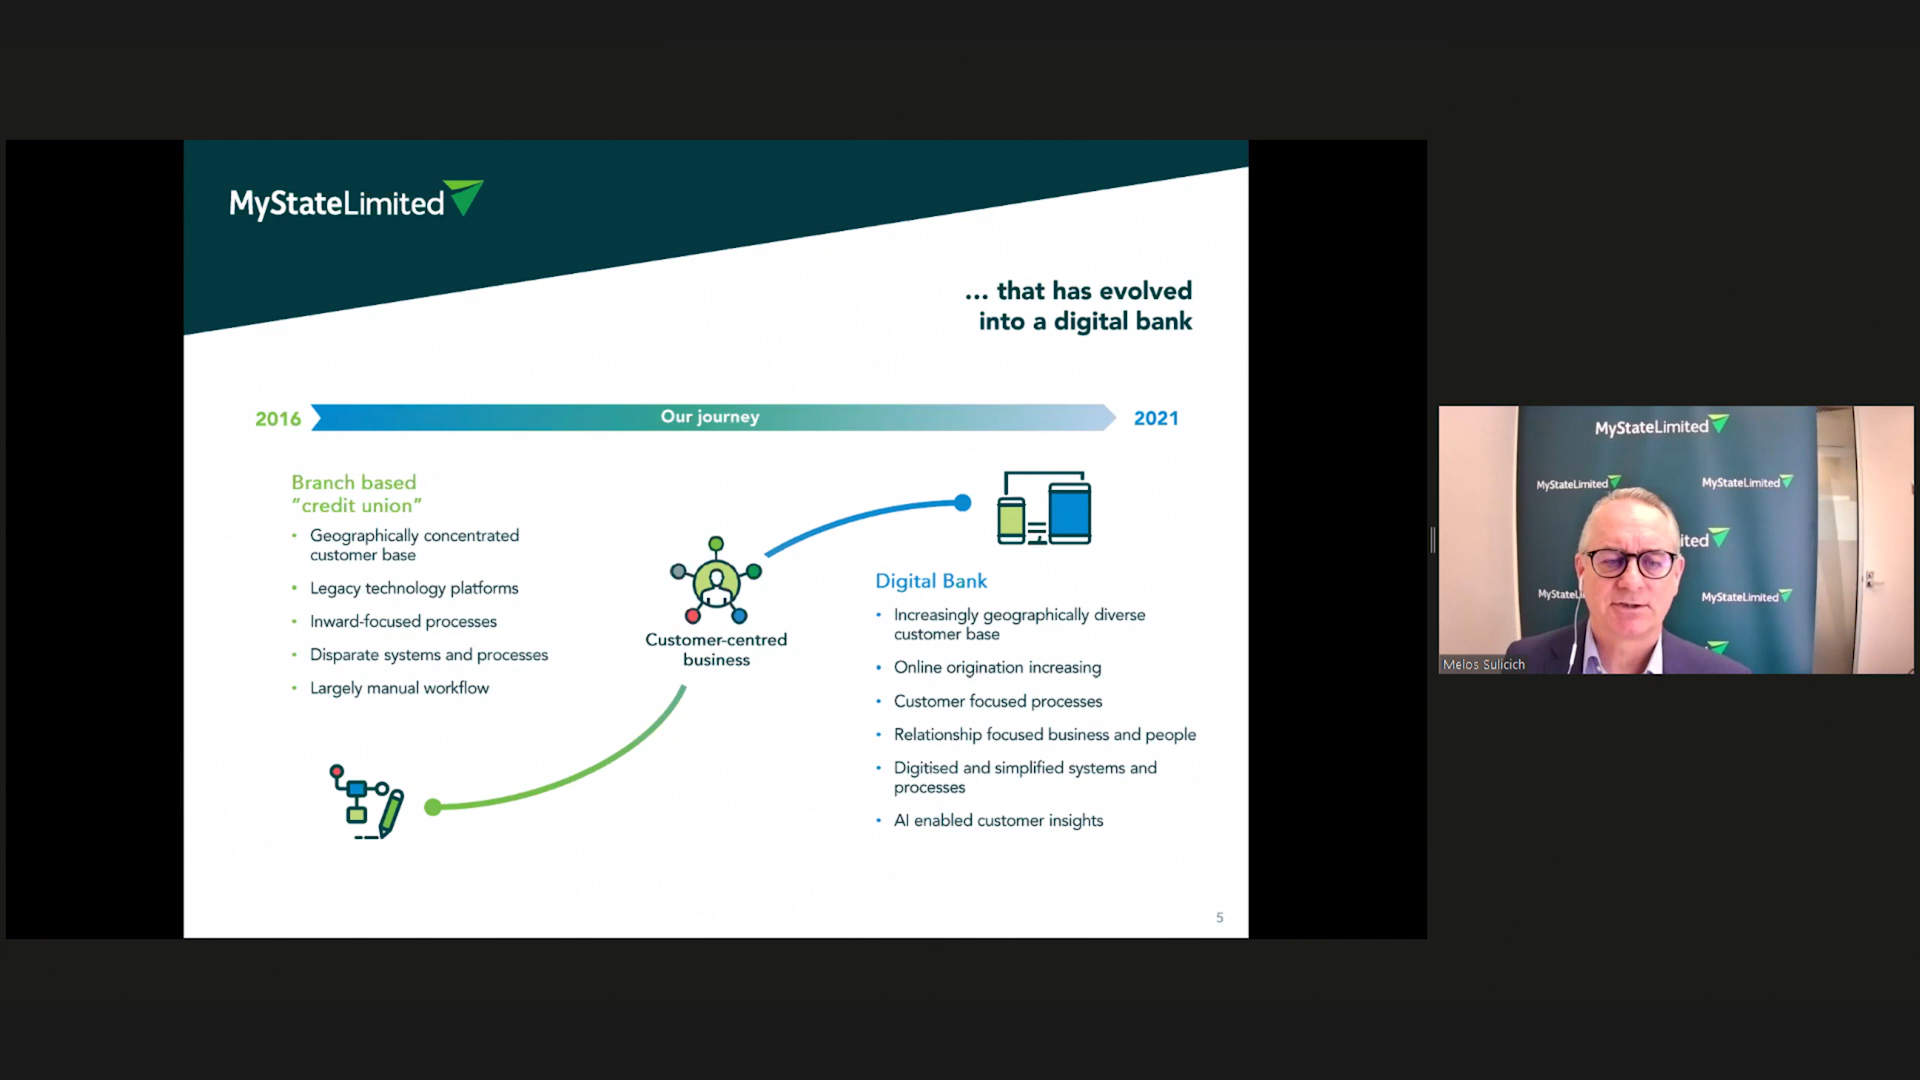 MyStateLimited
... that has evolved
into a digital bank
2016
Our journey
2021
Branch based
"credit union"
• Geographically concentrated
customer base
• Legacy technology platforms
• Inward-focused processes
• Disparate systems and processes
• Largely manual workflow
Customer-centred
business
Digital Bank
• Increasingly geographically diverse
customer base
• Online origination increasing
• Customer focused processes
• Relationship focused business and people
• Digitised and simplified systems and
processes
• AI enabled customer insights
5
MyStateLimited
MyStateLimited
MyStateLimited
ited
MyStateL
MyStateLimited
Melos Sulicich